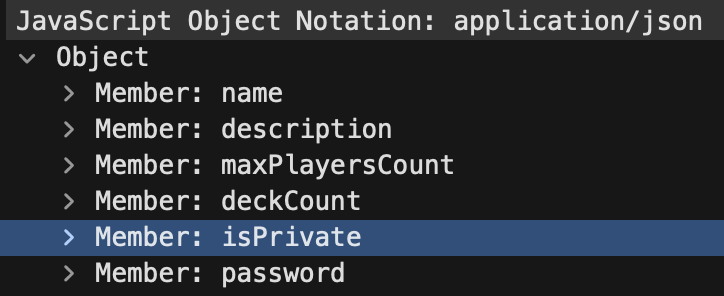 JavaScript Object Notation: application/json
Object
Member: name
Member: description
Member: maxPlayersCount
Member: deckCount
Member: isPrivate
Member: password